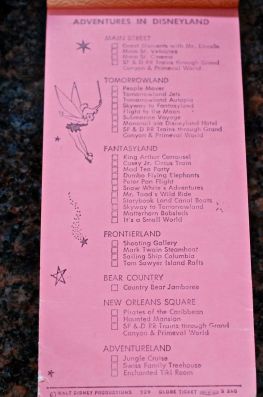 ADVENTURES IN DISNEYLAND
MAIN STREET
Great Moments with Mr. Lincoln
Main St. Vehicles
Main St. Cinema
SF & D RR Trains through Grand
Canyon & Primeval World
TOMORROWLAND
People Mover
Tomorrowland Jets
Tomorrowland Autopia
Skyway to Fantasyland
Flight to the Moon
Submarine Voyage
Monorail via Disneyland Hotel
SF & D RR Trains through Grand
Canyon & Primeval World
FANTASYLAND
King Arthur Carrousel
Casey Jr. Circus Train
Mad Tea Party
Dumbo Flying Elephants
Peter Pan Flight
Snow White's Adventures
Mr. Toad's Wild Ride
Storybook Land Canal Boats
Skyway to Tomorrowland
Matterhorn Bobsleds
It's a Small World
FRONTIERLAND
Shooting Gallery
Mark Twain Steamboat
Sailing Ship Columbia
Tom Sawyer Island Rafts
BEAR COUNTRY
Country Bear Jamboree
NEW ORLEANS SQUARE
Pirates of the Caribbean
Haunted Mansion
SF & D RR Trains through Grand
Canyon & Primeval World
ADVENTURELAND
Jungle Cruise
Swiss Family Treehouse
Enchanted Tiki Room
WALT DISNEY PRODUCTIONS GLOBE TICKET